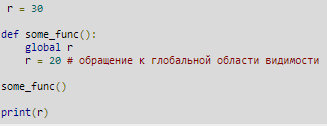 r = 30
def some_func():
    global r
    r = 20 # обращение к глобальной области видимости
some_func()
print(r)